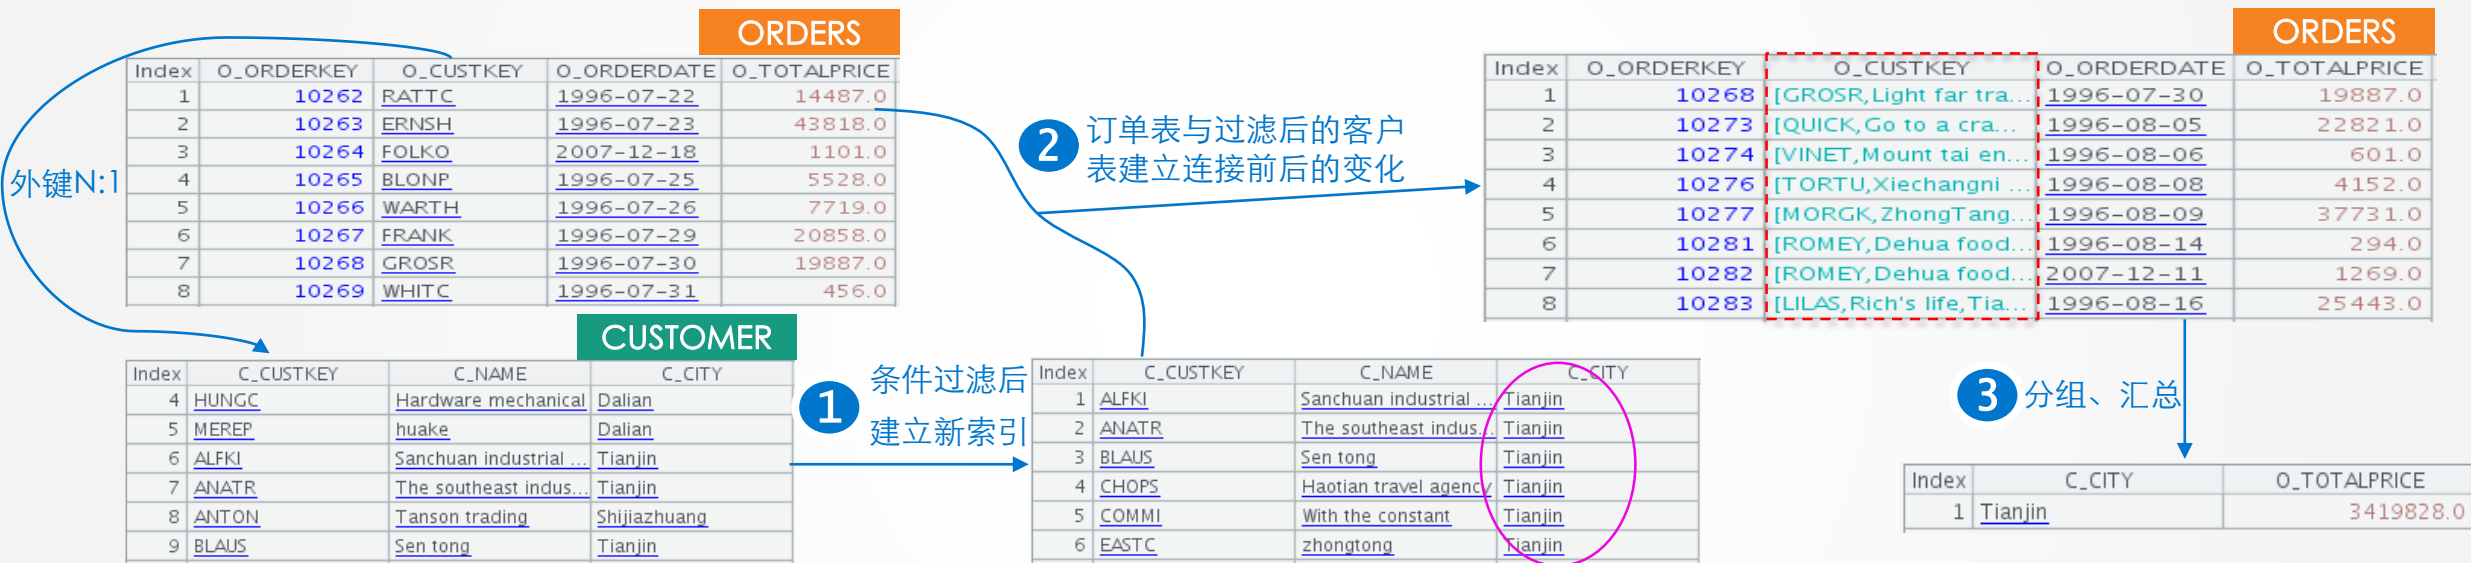 ORDERS
Index O_ORDERKEY O_CUSTKEY O_ORDERDATE O_TOTALPRICE
1 10262 RATTC 1996-07-22 14487.0
2 10263 ERNSH 1996-07-23 43818.0
3 10264 FOLKO 2007-12-18 1101.0
4 10265 BLONP 1996-07-25 5528.0
5 10266 WARTH 1996-07-26 7719.0
6 10267 FRANK 1996-07-29 20858.0
7 10268 GROSR 1996-07-30 19887.0
8 10269 WHITC 1996-07-31 456.0
外键N:1
CUSTOMER
Index C_CUSTKEY C_NAME C_CITY
4 HUNGC Hardware mechanical Dalian
5 MEREP huake Dalian
6 ALFKI Sanchuan industrial ... Tianjin
7 ANATR The southeast indus... Tianjin
8 ANTON Tanson trading Shijiazhuang
9 BLAUS Sen tong Tianjin
1 条件过滤后
建立新索引
Index C_CUSTKEY C_NAME C_CITY
1 ALFKI Sanchuan industrial ... Tianjin
2 ANATR The southeast indus... Tianjin
3 BLAUS Sen tong Tianjin
4 CHOPS Haotian travel agency Tianjin
5 COMMI With the constant Tianjin
6 EASTC zhongtong Tianjin
2 订单表与过滤后的客户
表建立连接前后的变化
ORDERS
Index O_ORDERKEY O_CUSTKEY O_ORDERDATE O_TOTALPRICE
1 10268 [GROSR,Light far tra... 1996-07-30 19887.0
2 10273 [QUICK,Go to a cra... 1996-08-05 22821.0
3 10274 [VINET,Mount tai en... 1996-08-06 601.0
4 10276 [TORTU,Xiechangni ... 1996-08-08 4152.0
5 10277 [MORGK,ZhongTang... 1996-08-09 37731.0
6 10281 [ROMEY,Dehua food... 1996-08-14 294.0
7 10282 [ROMEY,Dehua food... 2007-12-11 1269.0
8 10283 [LILAS,Rich's life,Tia... 1996-08-16 25443.0
3 分组、汇总
Index C_CITY O_TOTALPRICE
1 Tianjin 3419828.0